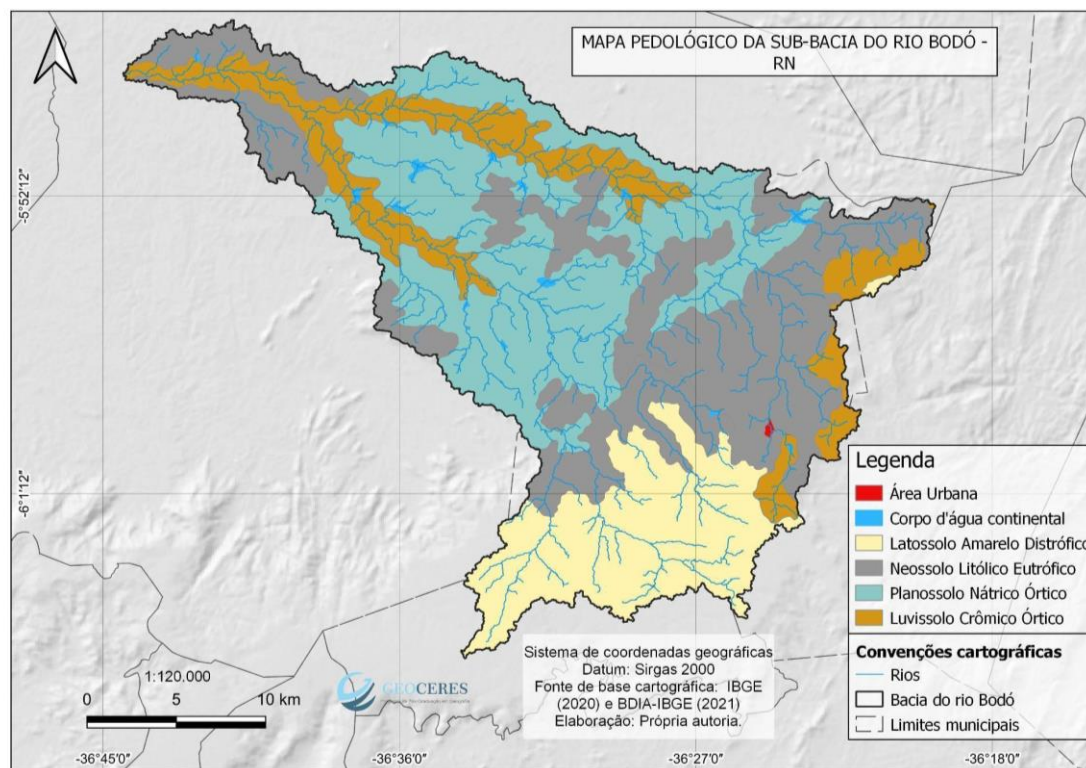 MAPA PEDOLÓGICO DA SUB-BACIA DO RIO BODÓ -
RN
-5°52'12"
-6°1'12"
Legenda
Área Urbana
Corpo d'água continental
Latossolo Amarelo Distrófico
Neossolo Litólico Eutrófico
Planossolo Nátrico Órtico
Luvissolo Crômico Órtico
Convenções cartográficas
Rios
Bacia do rio Bodó
Limites municipais
Sistema de coordenadas geográficas
Datum: Sirgas 2000
Fonte de base cartográfica: IBGE
(2020) e BDIA-IBGE (2021)
Elaboração: Própria autoria.
1:120.000
0 5 10 km
GEOCERES
-36°45'0" -36°36'0" -36°27'0" -36°18'0"